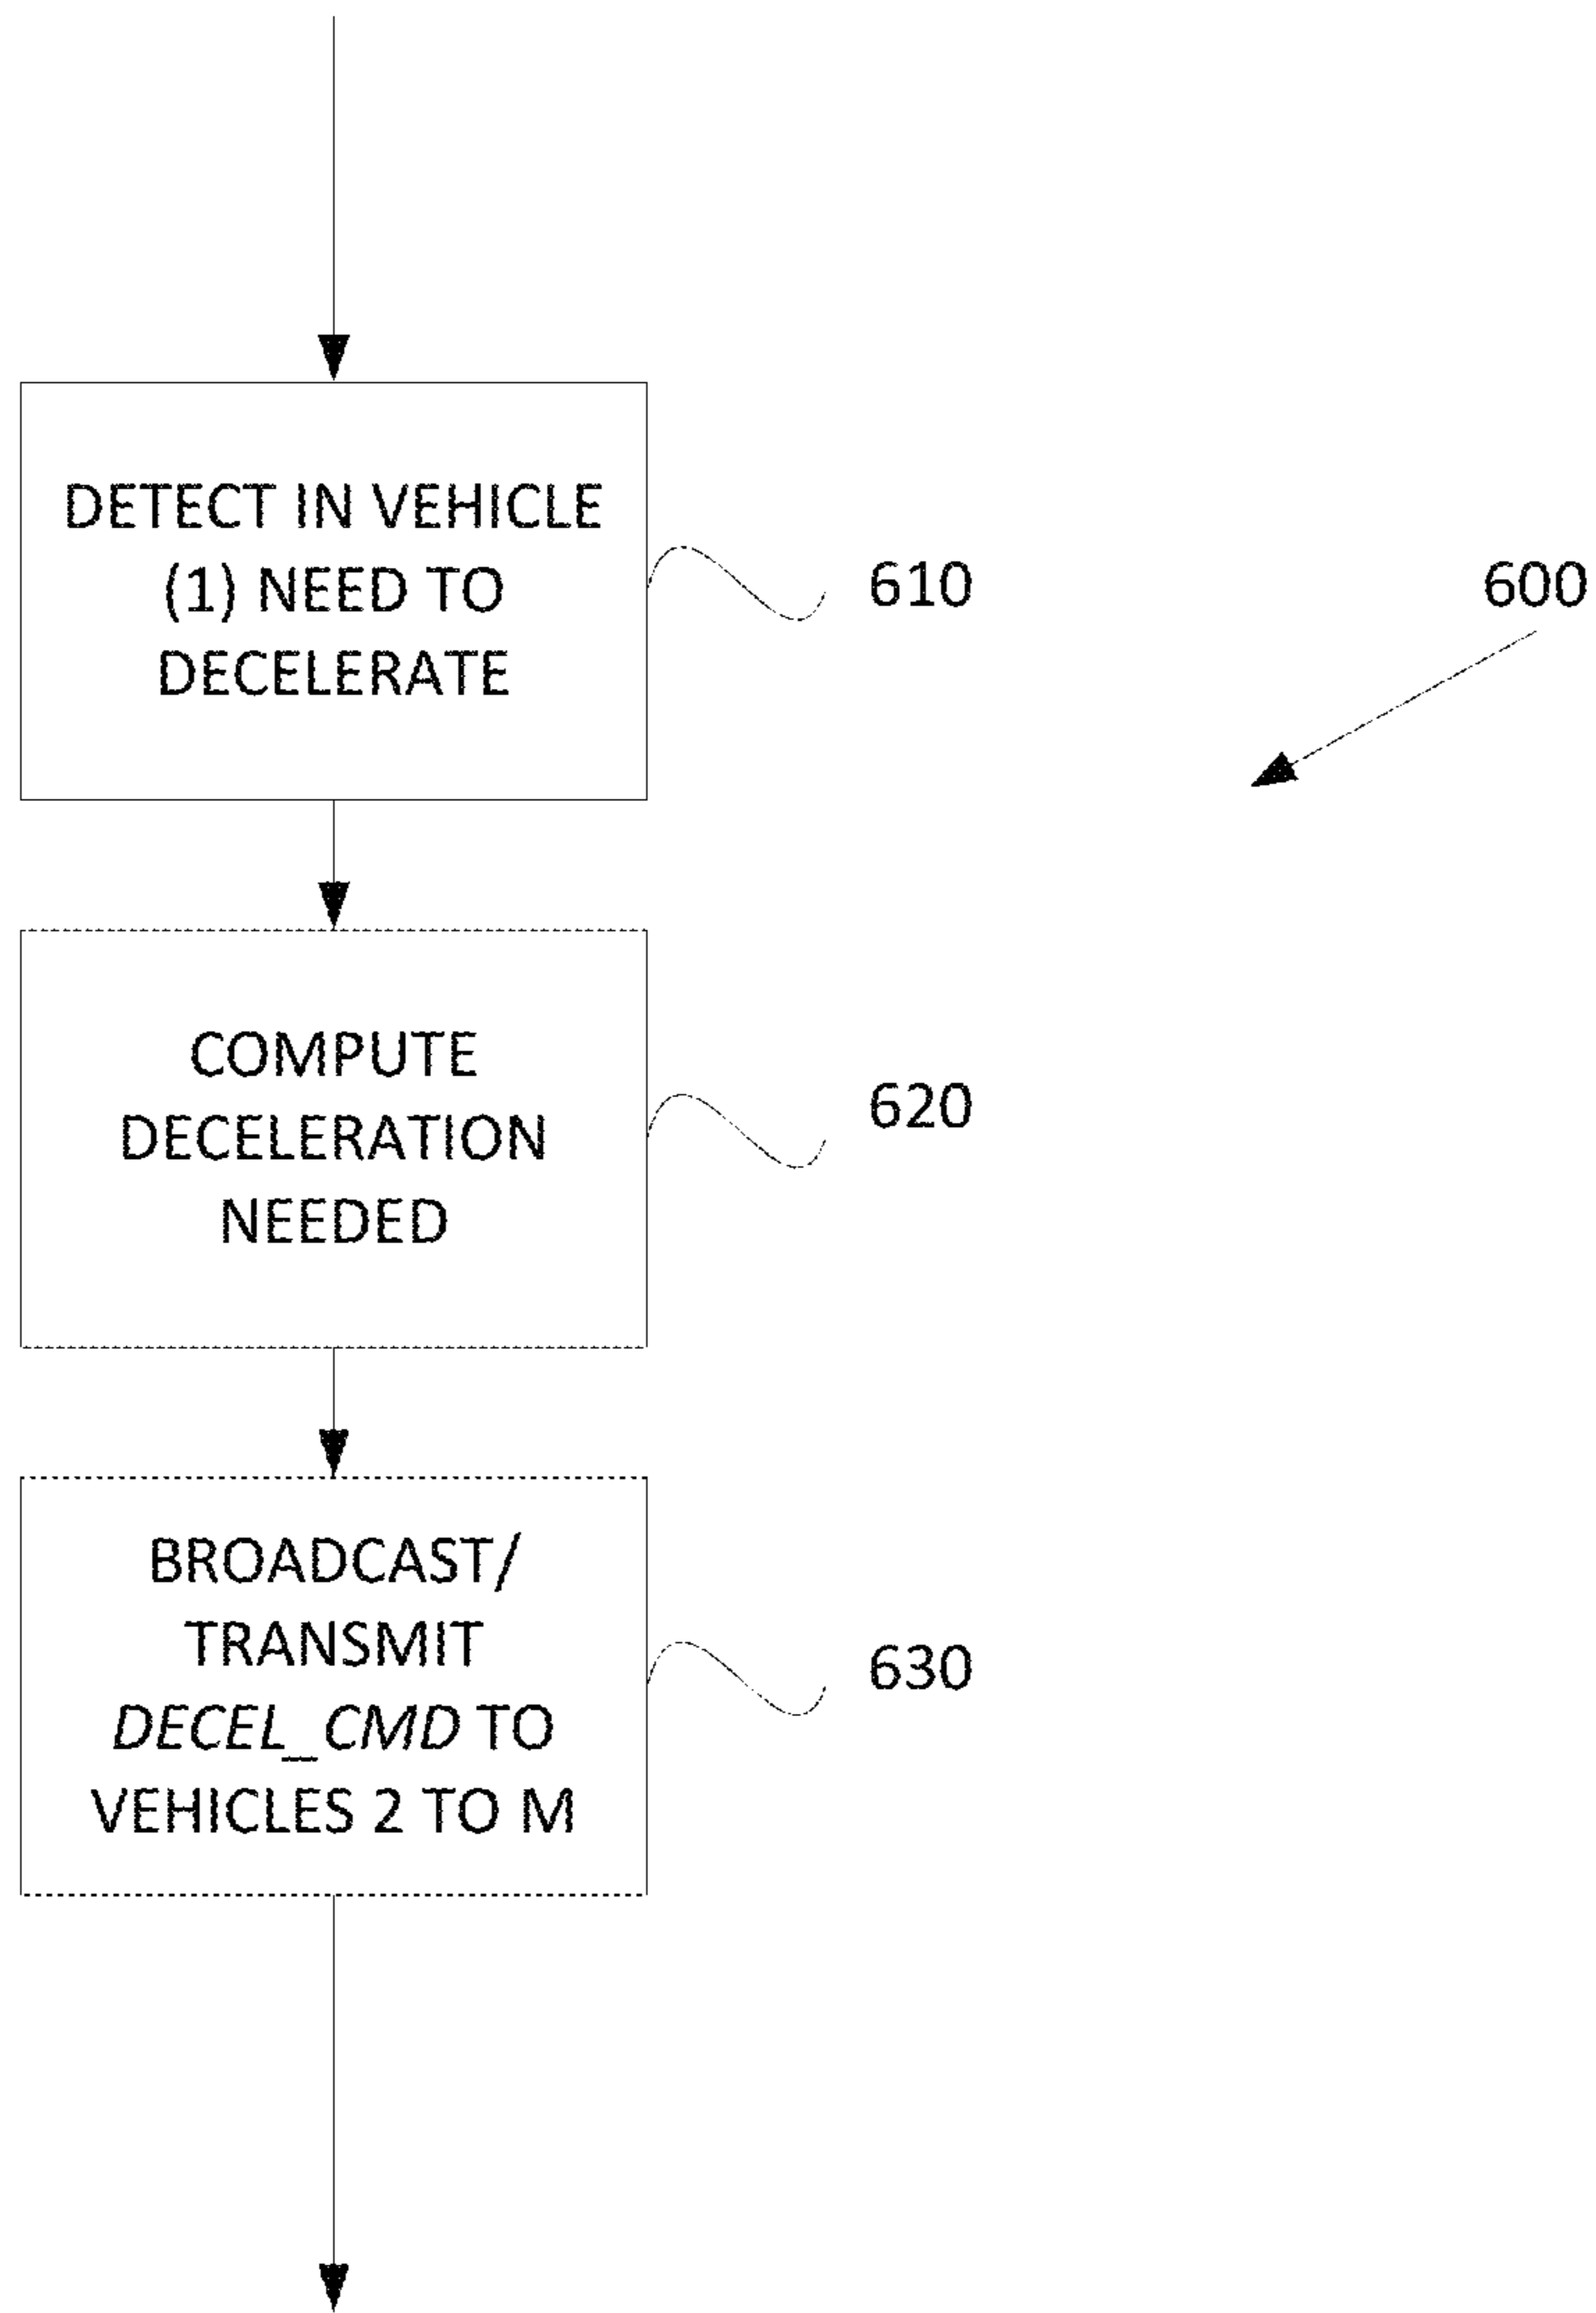 DETECT IN VEHICLE
(1) NEED TO
DECELERATE
610
600
COMPUTE
DECELERATION
NEEDED
620
BROADCAST/
TRANSMIT
DECEL_CMD TO
VEHICLES 2 TO M
630